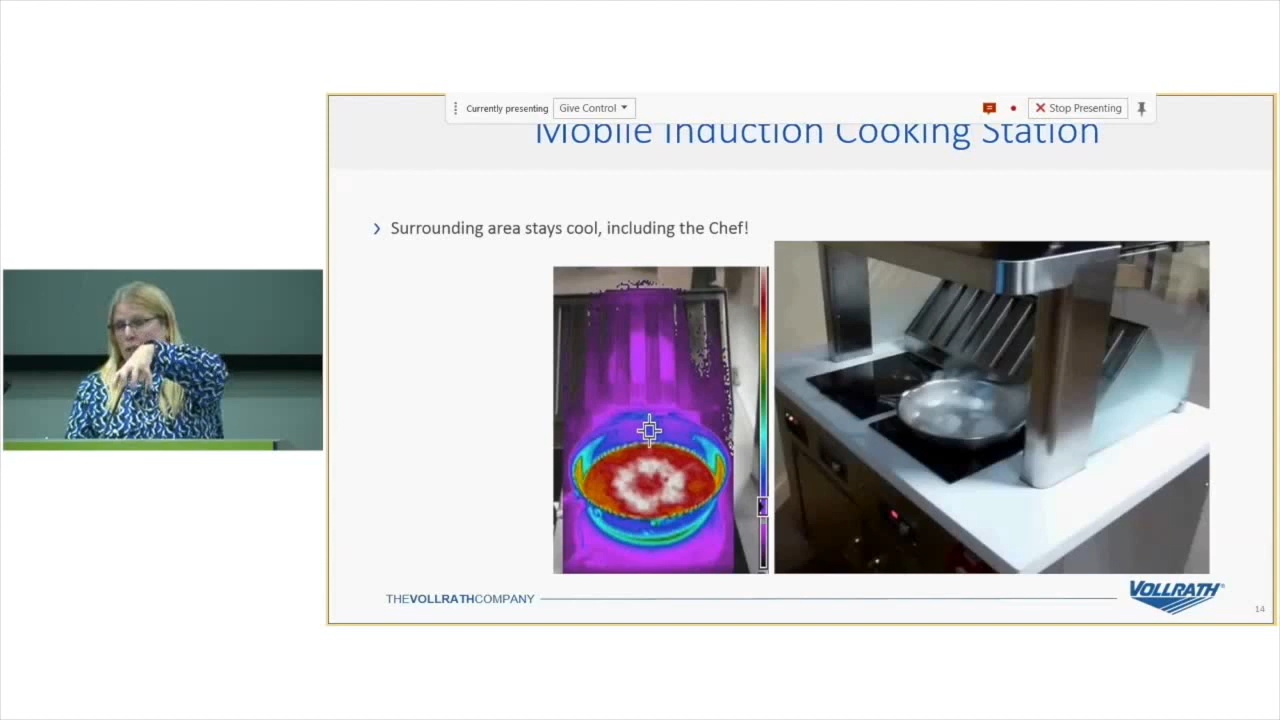 Currently presenting Give Control Stop Presenting
Mobile Induction Cooking Station
Surrounding area stays cool, including the Chef!
THEVOLLRATHCOMPANY
VOLLRATH®
14